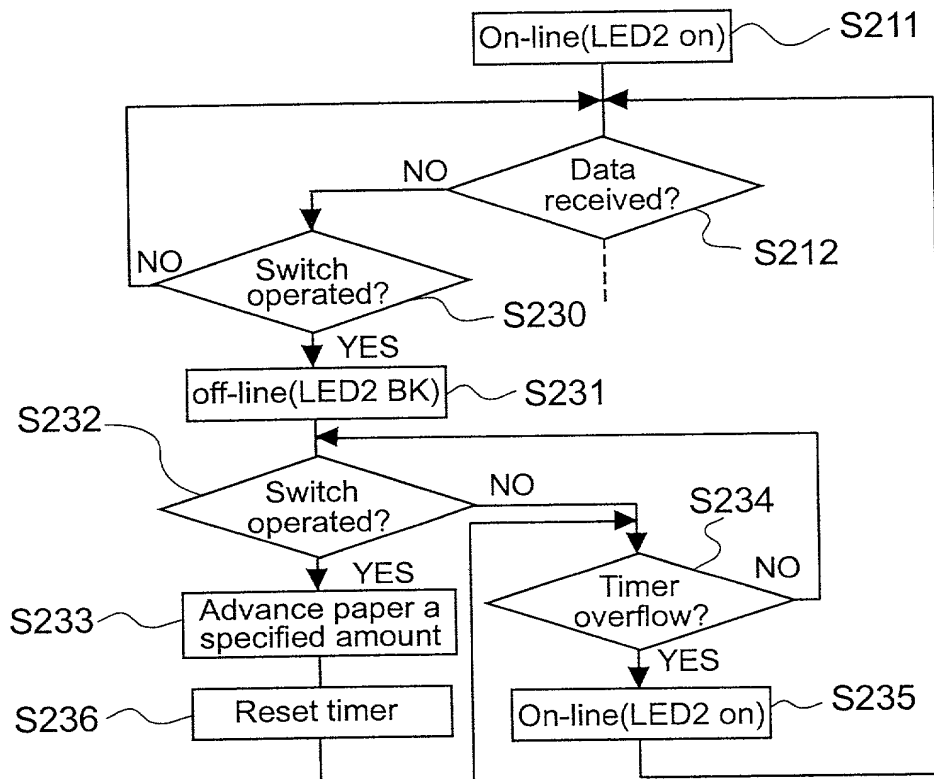 On-line(LED2 on)
S211
NO
Data
received?
S212
NO
Switch
operated?
S230
YES
off-line(LED2 BK)
S231
S232
Switch
operated?
NO
S234
YES
Timer
overflow?
NO
S233
Advance paper a
specified amount
YES
S236
Reset timer
On-line(LED2 on)
S235